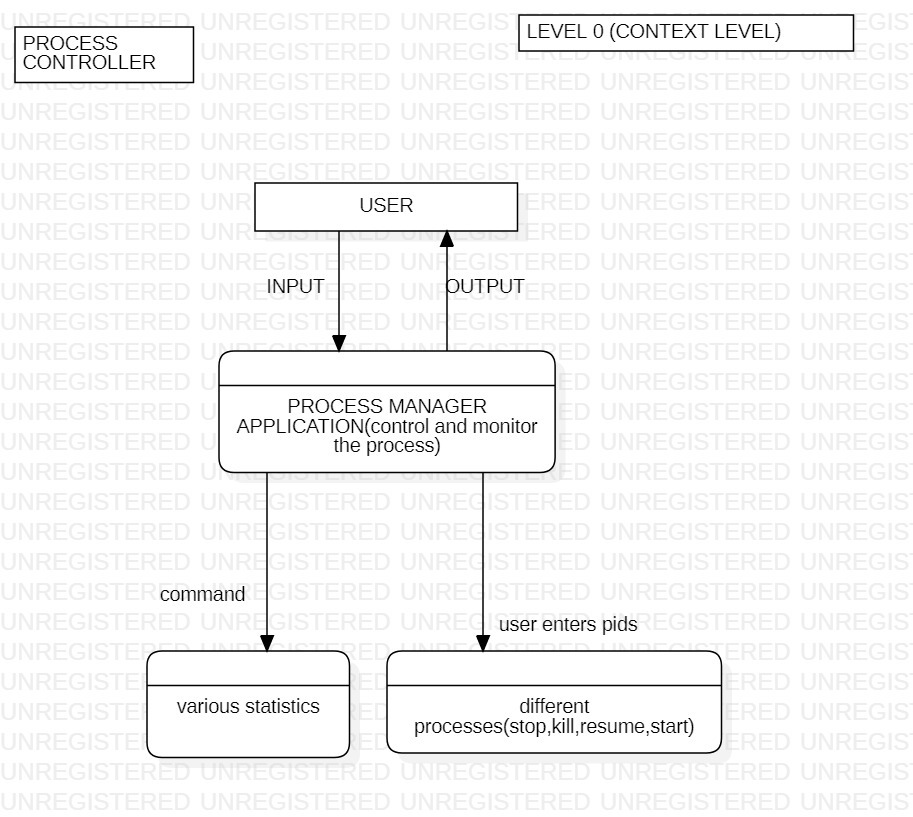 PROCESS
CONTROLLER
LEVEL 0 (CONTEXT LEVEL)
USER
INPUT
OUTPUT
PROCESS MANAGER
APPLICATION(control and monitor
the process)
command
user enters pids
various statistics
different
processes(stop,kill,resume,start)
UNREGISTERED